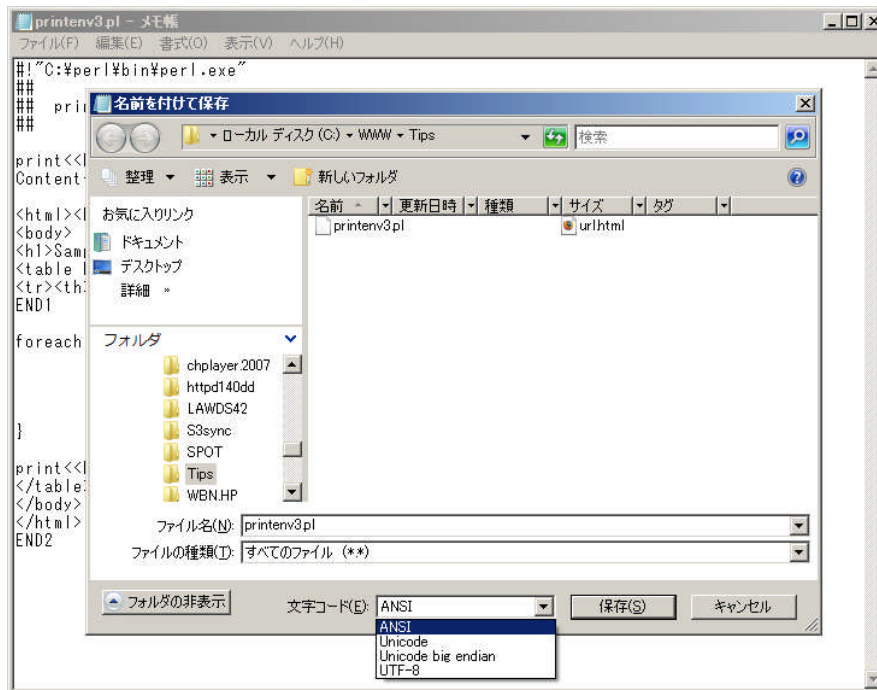 printenv3.pl - メモ帳
ファイル(F) 編集(E) 書式(O) 表示(V) ヘルプ(H)
#!"C:¥perl¥bin¥perl.exe"
##
## prin
##
print<<
Content
<html><
<body>
<h1>Samp
<table
<tr><th
END1
foreach
}
print<<
</table>
</body>
</html>
END2
名前を付けて保存
ローカル ディスク (C:) WWW Tips
検索
整理 表示 新しいフォルダ
お気に入りリンク
ドキュメント
デスクトップ
詳細 »
名前 更新日時 種類 サイズ タグ
printenv3.pl urlhtml
フォルダ
chplayer.2007
httpd140dd
LAWDS42
S3sync
SPOT
Tips
WBN.HP
ファイル名(N): printenv3.pl
ファイルの種類(T): すべてのファイル (**)
フォルダの非表示 文字コード(E): ANSI 保存(S) キャンセル
ANSI
Unicode
Unicode big endian
UTF-8